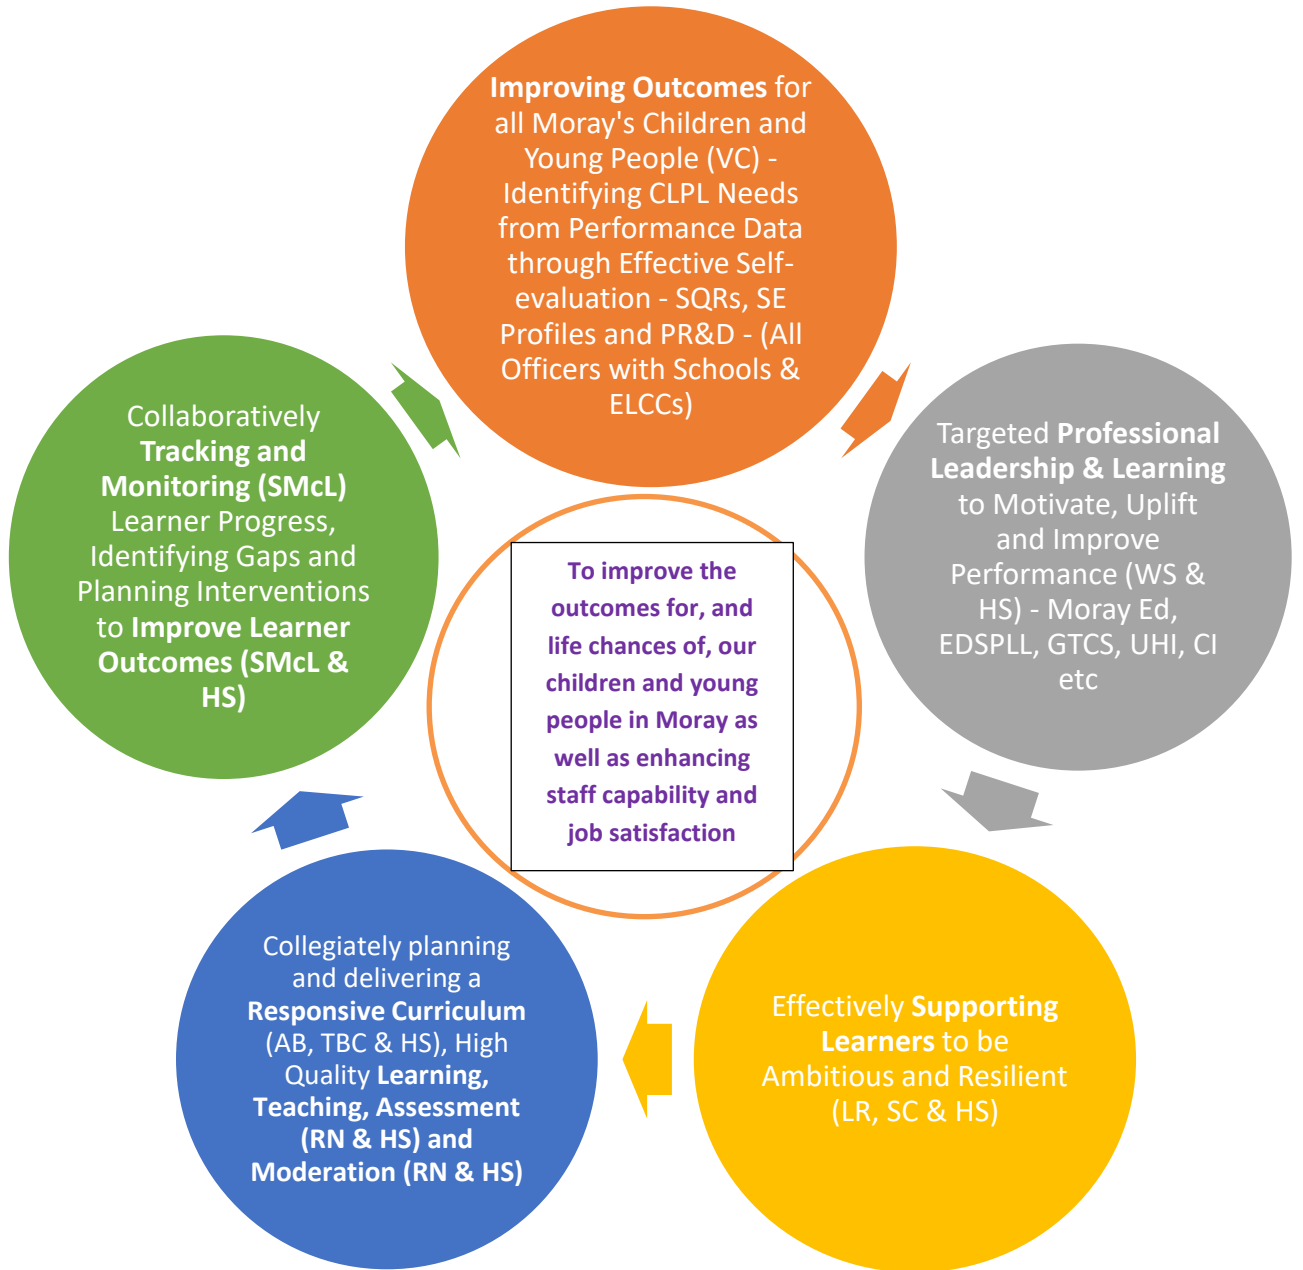 Improving Outcomes for
all Moray's Children and
Young People (VC) -
Identifying CLPL Needs
from Performance Data
through Effective Self-
evaluation - SQRs, SE
Profiles and PR&D - (All
Officers with Schools &
ELCCs)
Targeted Professional
Leadership & Learning
to Motivate, Uplift
and Improve
Performance (WS &
HS) - Moray Ed,
EDSPLL, GTCS, UHI, CI
etc
Effectively Supporting
Learners to be
Ambitious and Resilient
(LR, SC & HS)
Collegiately planning
and delivering a
Responsive Curriculum
(AB, TBC & HS), High
Quality Learning,
Teaching, Assessment
(RN & HS) and
Moderation (RN & HS)
Collaboratively
Tracking and
Monitoring (SMcL)
Learner Progress,
Identifying Gaps and
Planning Interventions
to Improve Learner
Outcomes (SMcL &
HS)
To improve the
outcomes for, and
life chances of, our
children and young
people in Moray as
well as enhancing
staff capability and
job satisfaction